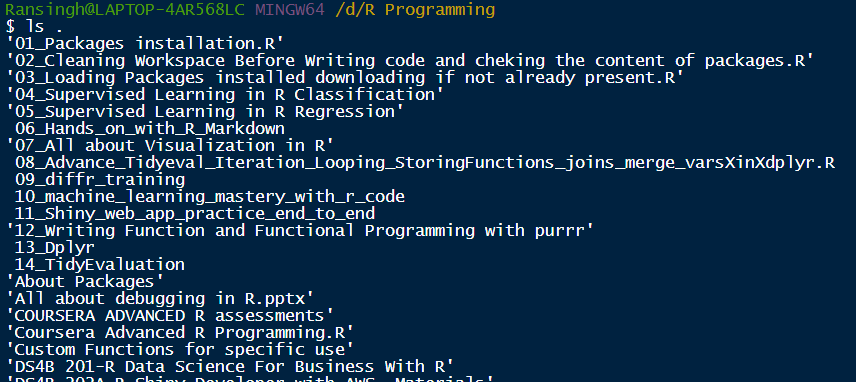 Ransingh@LAPTOP-4AR568LC MINGW64 /d/R Programming
$ ls .
'01_Packages installation.R'
'02_Cleaning Workspace Before Writing code and cheking the content of packages.R'
'03_Loading Packages installed downloading if not already present.R'
'04_Supervised Learning in R Classification'
'05_Supervised Learning in R Regression'
06_Hands_on_with_R_Markdown
'07_All about Visualization in R'
08_Advance_Tidyeval_Iteration_Looping_StoringFunctions_joins_merge_varsXinXdplyr.R
09_diffr_training
10_machine_learning_mastery_with_r_code
11_Shiny_web_app_practice_end_to_end
'12_Writing Function and Functional Programming with purrr'
13_Dplyr
14_TidyEvaluation
'About Packages'
'All about debugging in R.pptx'
'COURSERA ADVANCED R assessments'
'Coursera Advanced R Programming.R'
'Custom Functions for specific use'
'DS4B 201-R Data Science For Business With R'
'DS4B 202A-R Shiny Developer with AWS- Materials'